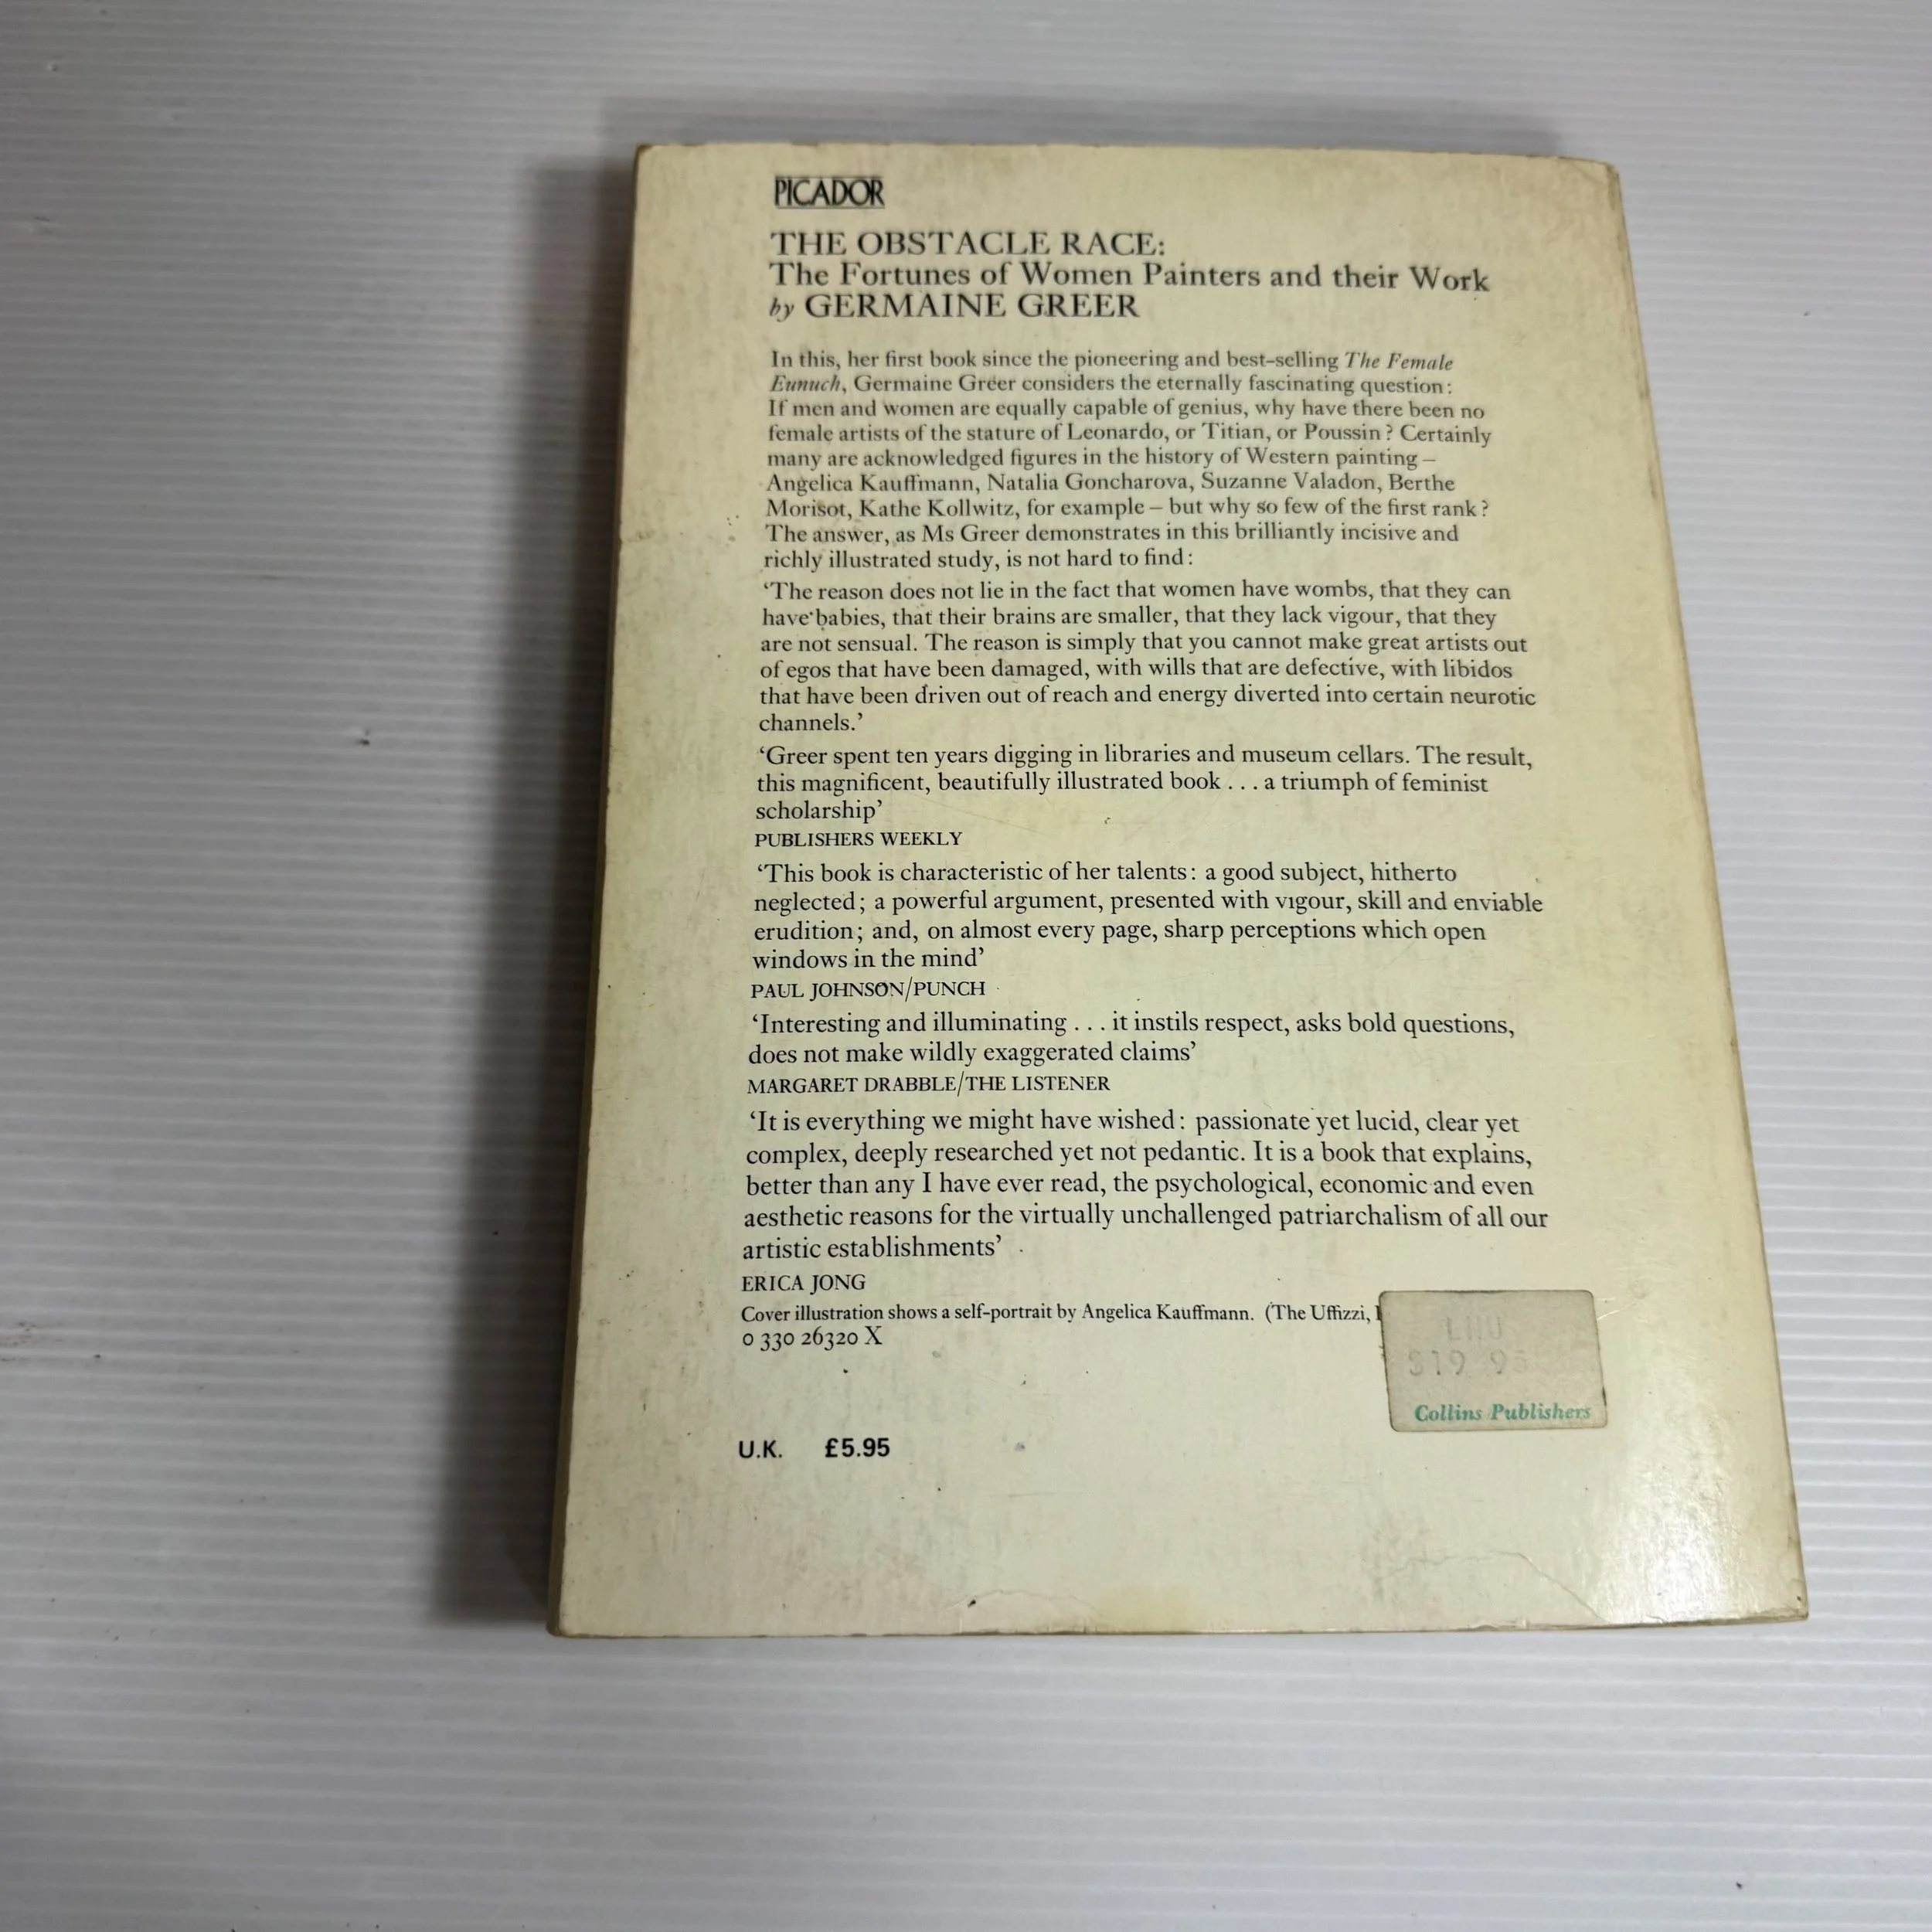 PICADOR
THE OBSTACLE RACE:
The Fortunes of Women Painters and their Work
by GERMAINE GREER
In this, her first book since the pioneering and best-selling The Female
Eunuch, Germaine Greer considers the eternally fascinating question:
If men and women are equally capable of genius, why have there been no
female artists of the stature of Leonardo, or Titian, or Poussin? Certainly
many are acknowledged figures in the history of Western painting –
Angelica Kauffmann, Natalia Goncharova, Suzanne Valadon, Berthe
Morisot, Kathe Kollwitz, for example – but why so few of the first rank?
The answer, as Ms Greer demonstrates in this brilliantly incisive and
richly illustrated study, is not hard to find:
‘The reason does not lie in the fact that women have wombs, that they can
have babies, that their brains are smaller, that they lack vigour, that they
are not sensual. The reason is simply that you cannot make great artists out
of egos that have been damaged, with wills that are defective, with libidos
that have been driven out of reach and energy diverted into certain neurotic
channels.’
‘Greer spent ten years digging in libraries and museum cellars. The result,
this magnificent, beautifully illustrated book . . . a triumph of feminist
scholarship’
PUBLISHERS WEEKLY
‘This book is characteristic of her talents: a good subject, hitherto
neglected; a powerful argument, presented with vigour, skill and enviable
erudition; and, on almost every page, sharp perceptions which open
windows in the mind’
PAUL JOHNSON/PUNCH
‘Interesting and illuminating . . . it instils respect, asks bold questions,
does not make wildly exaggerated claims’
MARGARET DRABBLE/THE LISTENER
‘It is everything we might have wished: passionate yet lucid, clear yet
complex, deeply researched yet not pedantic. It is a book that explains,
better than any I have ever read, the psychological, economic and even
aesthetic reasons for the virtually unchallenged patriarchalism of all our
artistic establishments’
ERICA JONG
Cover illustration shows a self-portrait by Angelica Kauffmann. (The Uffizzi,
0 330 26320 X
Collins Publishers
U.K. £5.95